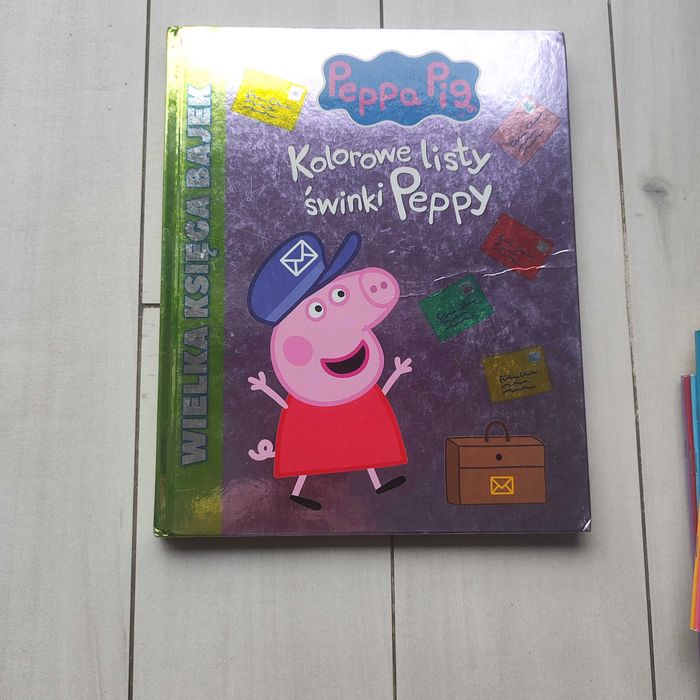 WIELKA KSIĘGA BAJEK
Peppa Pig
Kolorowe listy
świnki Peppy